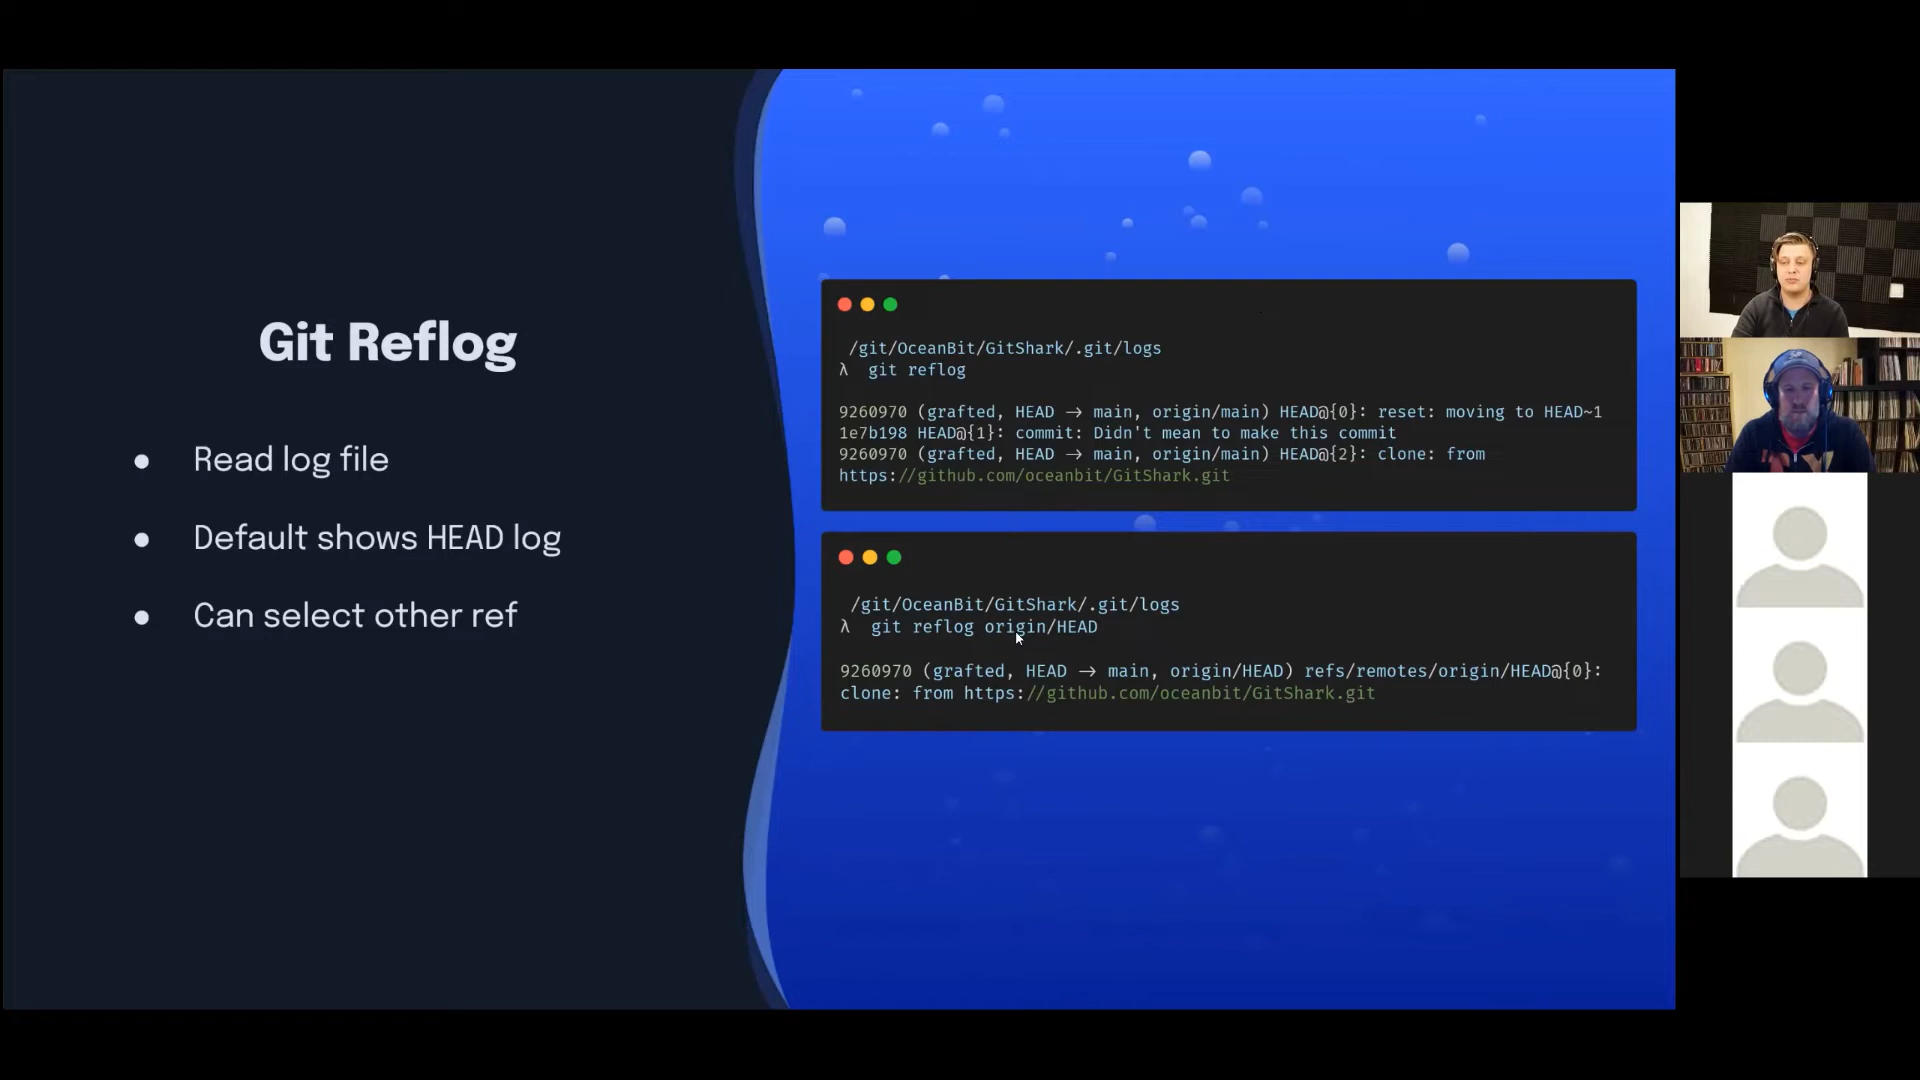 Git Reflog
● Read log file
● Default shows HEAD log
● Can select other ref
/git/OceanBit/GitShark/.git/logs
λ git reflog
9260970 (grafted, HEAD → main, origin/main) HEAD@{0}: reset: moving to HEAD~1
1e7b198 HEAD@{1}: commit: Didn't mean to make this commit
9260970 (grafted, HEAD → main, origin/main) HEAD@{2}: clone: from
https://github.com/oceanbit/GitShark.git
/git/OceanBit/GitShark/.git/logs
λ git reflog origin/HEAD
9260970 (grafted, HEAD → main, origin/HEAD) refs/remotes/origin/HEAD@{0}:
clone: from https://github.com/oceanbit/GitShark.git